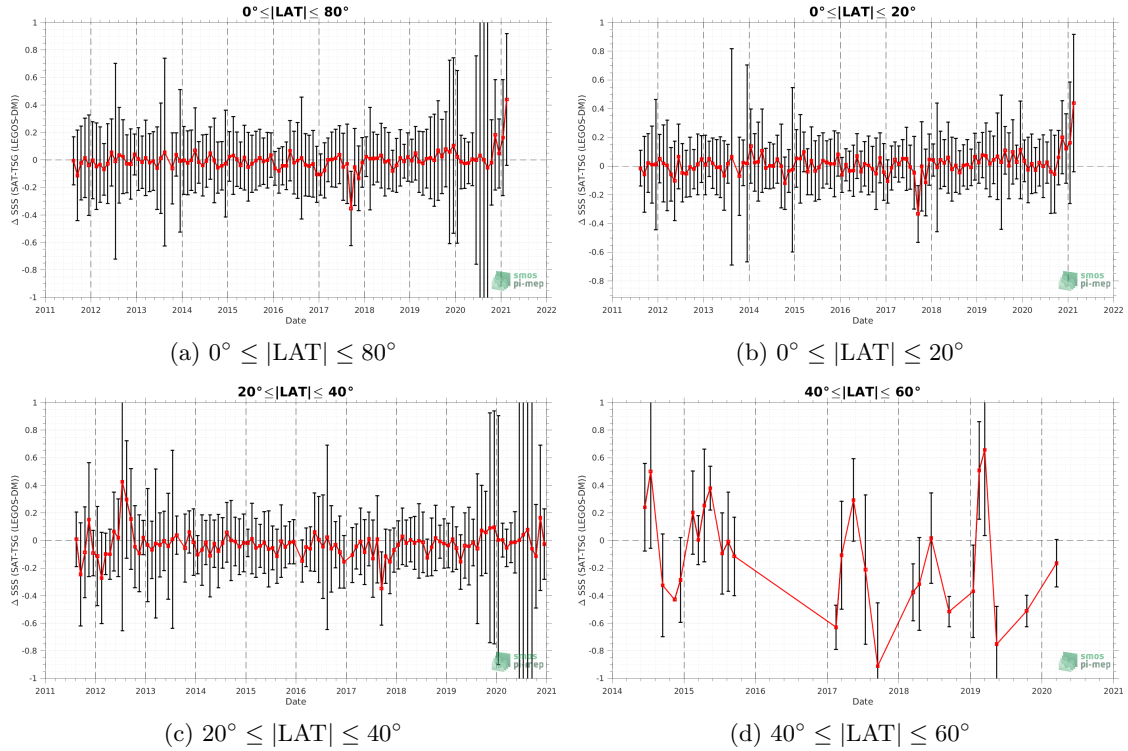 0°≤|LAT|≤ 80°
Δ SSS (SAT-TSG (LEGOS-DM))
1
0.8
0.6
0.4
0.2
0
-0.2
-0.4
-0.6
-0.8
-1
smos
pi-mep
2011 2012 2013 2014 2015 2016 2017 2018 2019 2020 2021 2022
Date
(a) 0° ≤ |LAT| ≤ 80°
0°≤|LAT|≤ 20°
Δ SSS (SAT-TSG (LEGOS-DM))
1
0.8
0.6
0.4
0.2
0
-0.2
-0.4
-0.6
-0.8
smos
pi-mep
2011 2012 2013 2014 2015 2016 2017 2018 2019 2020 2021 2022
Date
(b) 0° ≤ |LAT| ≤ 20°
20°≤|LAT|≤ 40°
Δ SSS (SAT-TSG (LEGOS-DM))
1
0.8
0.6
0.4
0.2
0
-0.2
-0.4
-0.6
-0.8
-1
smos
pi-mep
2011 2012 2013 2014 2015 2016 2017 2018 2019 2020 2021
Date
(c) 20° ≤ |LAT| ≤ 40°
40°≤|LAT|≤ 60°
Δ SSS (SAT-TSG (LEGOS-DM))
1
0.8
0.6
0.4
0.2
0
-0.2
-0.4
-0.6
-0.8
-1
smos
pi-mep
2014 2015 2016 2017 2018 2019 2020 2021
Date
(d) 40° ≤ |LAT| ≤ 60°